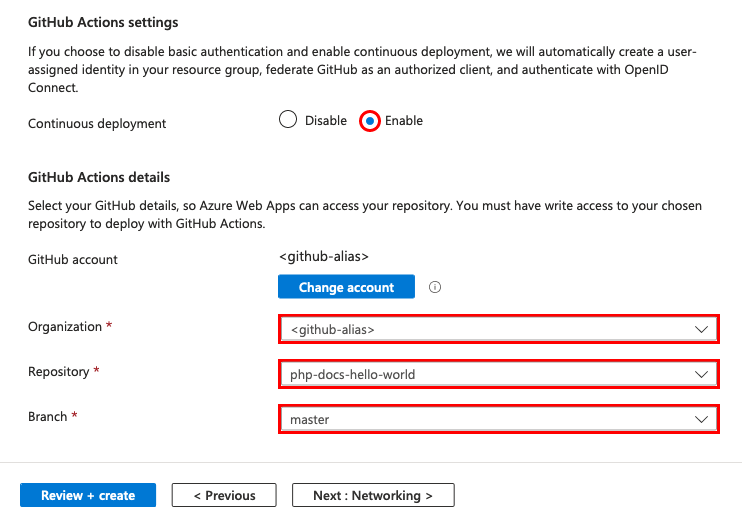 GitHub Actions settings
If you choose to disable basic authentication and enable continuous deployment, we will automatically create a user-
assigned identity in your resource group, federate GitHub as an authorized client, and authenticate with OpenID
Connect.
Continuous deployment
Disable
Enable
GitHub Actions details
Select your GitHub details, so Azure Web Apps can access your repository. You must have write access to your chosen
repository to deploy with GitHub Actions.
GitHub account
<github-alias>
Change account
Organization *
<github-alias>
Repository *
php-docs-hello-world
Branch *
master
Review + create
< Previous
Next : Networking >